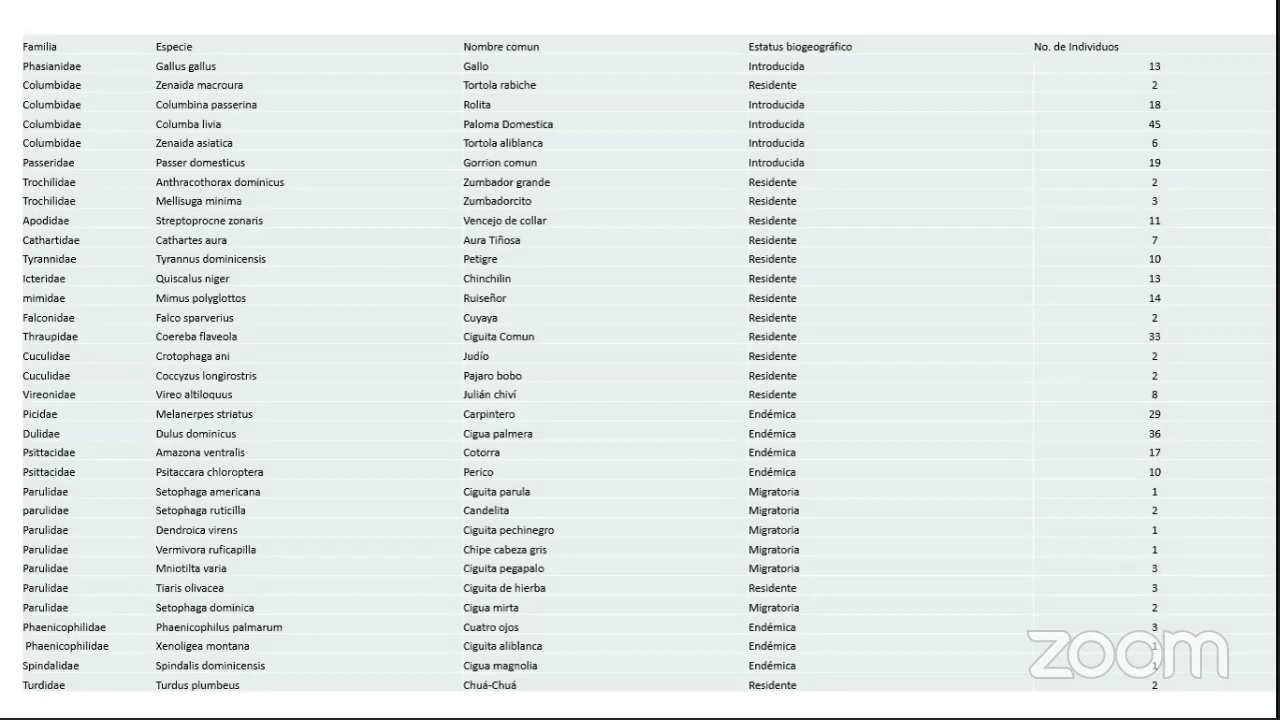 Familia Especie Nombre comun Estatus biogeográfico No. de Individuos
Phasianidae Gallus gallus Gallo Introducida 13
Columbidae Zenaida macroura Tortola rabiche Residente 2
Columbidae Columbina passerina Rolita Introducida 18
Columbidae Columba livia Paloma Domestica Introducida 45
Columbidae Zenaida asiatica Tortola aliblanca Introducida 6
Passeridae Passer domesticus Gorrion comun Introducida 19
Trochilidae Anthracothorax dominicus Zumbador grande Residente 2
Trochilidae Mellisuga minima Zumbadorcito Residente 3
Apodidae Streptoprocne zonaris Vencejo de collar Residente 11
Cathartidae Cathartes aura Aura Tiñosa Residente 7
Tyrannidae Tyrannus dominicensis Petigre Residente 10
Icteridae Quiscalus niger Chinchilin Residente 13
mimidae Mimus polyglottos Ruiseñor Residente 14
Falconidae Falco sparverius Cuyaya Residente 2
Thraupidae Coereba flaveola Ciguita Comun Residente 33
Cuculidae Crotophaga ani Judío Residente 2
Cuculidae Coccyzus longirostris Pajaro bobo Residente 2
Vireonidae Vireo altiloquus Julián chiví Residente 8
Picidae Melanerpes striatus Carpintero Endémica 29
Dulidae Dulus dominicus Cigua palmera Endémica 36
Psittacidae Amazona ventralis Cotorra Endémica 17
Psittacidae Psitaccara chloroptera Perico Endémica 10
Parulidae Setophaga americana Ciguita parula Migratoria 1
parulidae Setophaga ruticilla Candelita Migratoria 2
Parulidae Dendroica virens Ciguita pechinegro Migratoria 1
Parulidae Vermivora ruficapilla Chipe cabeza gris Migratoria 1
Parulidae Mniotilta varia Ciguita pegapalo Migratoria 3
Parulidae Tiaris olivacea Ciguita de hierba Residente 3
Parulidae Setophaga dominica Cigua mirta Migratoria 2
Phaenicophilidae Phaenicophilus palmarum Cuatro ojos Endémica 3
Phaenicophilidae Xenoligea montana Ciguita aliblanca Endémica 1
Spindalidae Spindalis dominicensis Cigua magnolia Endémica 1
Turdidae Turdus plumbeus Chuá-Chuá Residente 2
zoom